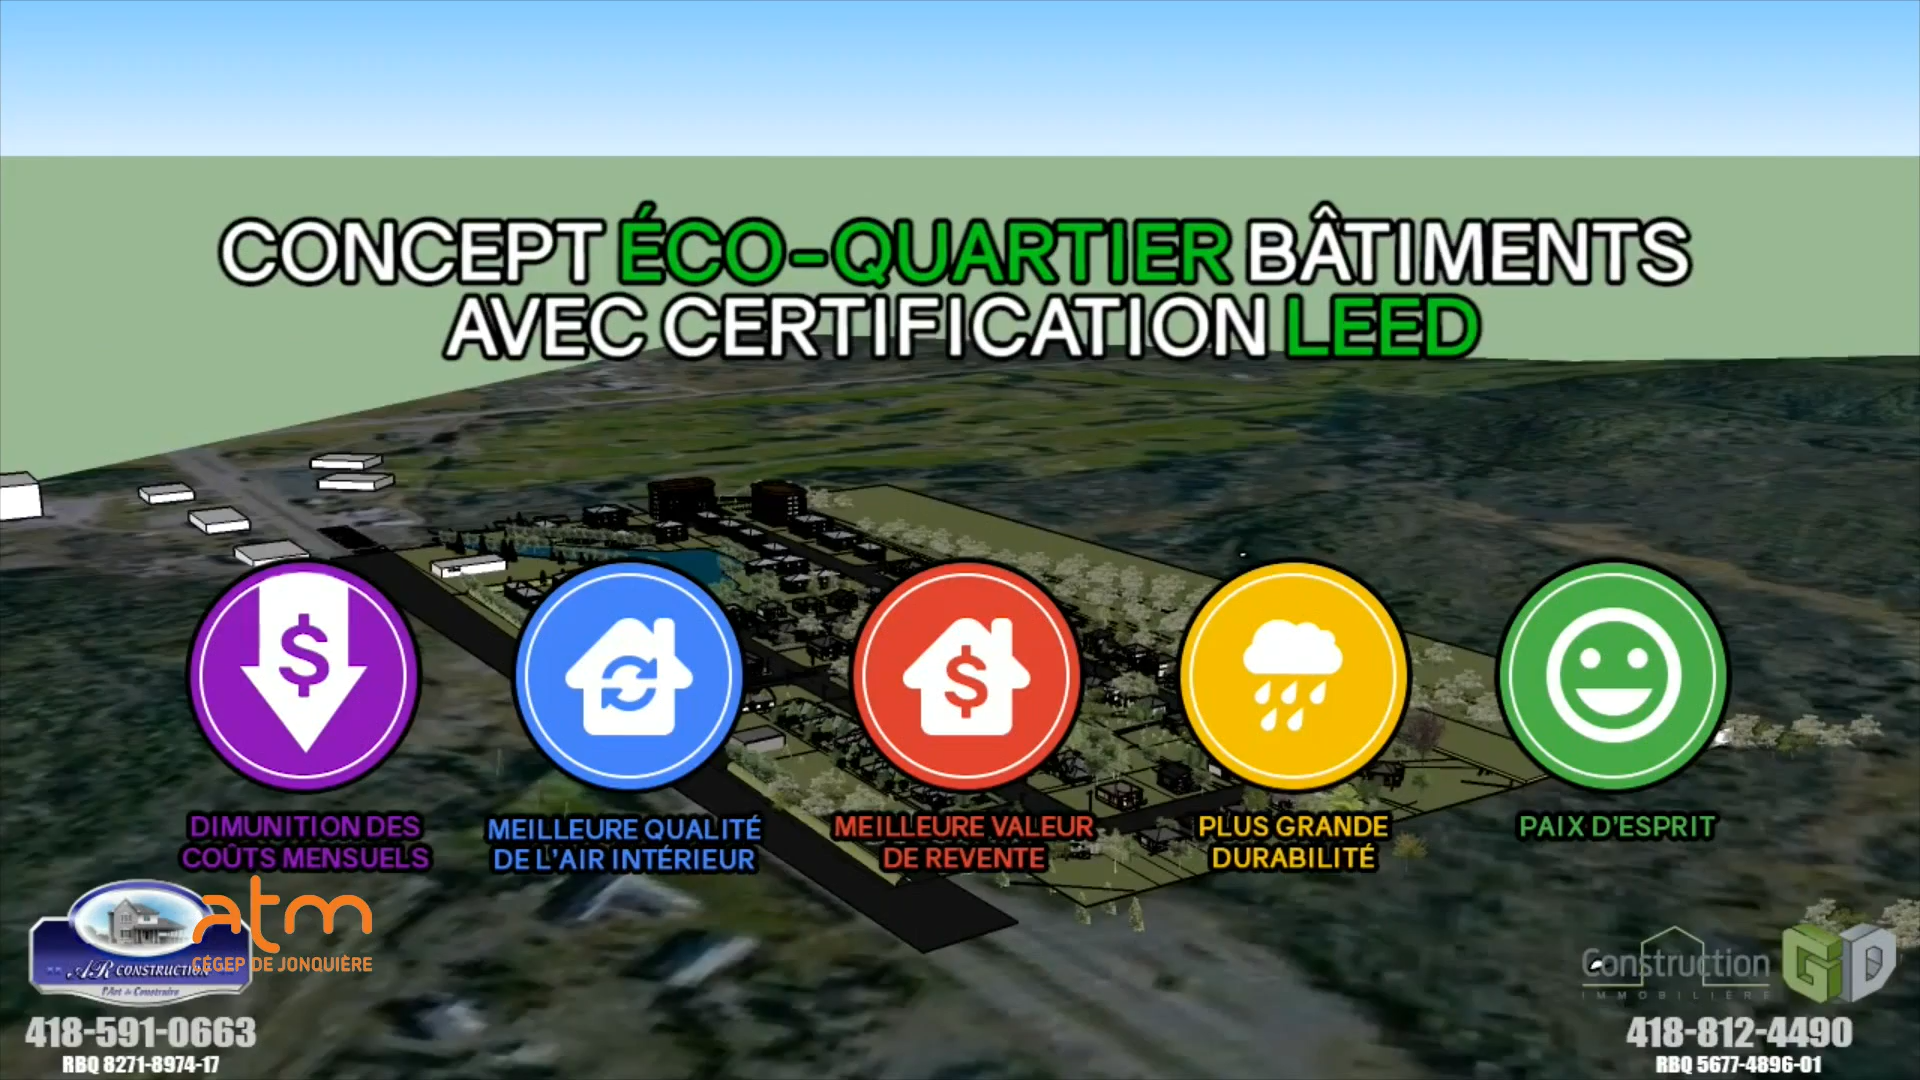 CONCEPT ÉCO-QUARTIER BÂTIMENTS
AVEC CERTIFICATION LEED
$
$
DIMUNITION DES
COÛTS MENSUELS
MEILLEURE QUALITÉ
DE L'AIR INTÉRIEUR
MEILLEURE VALEUR
DE REVENTE
PLUS GRANDE
DURABILITÉ
PAIX D'ESPRIT
A.R CONSTRUCTION
l'Art de Construire
418-591-0663
RBQ 8271-8974-17
atm
CÉGEP DE JONQUIÈRE
Construction
IMMOBILIÈRE
GD
418-812-4490
RBQ 5677-4896-01